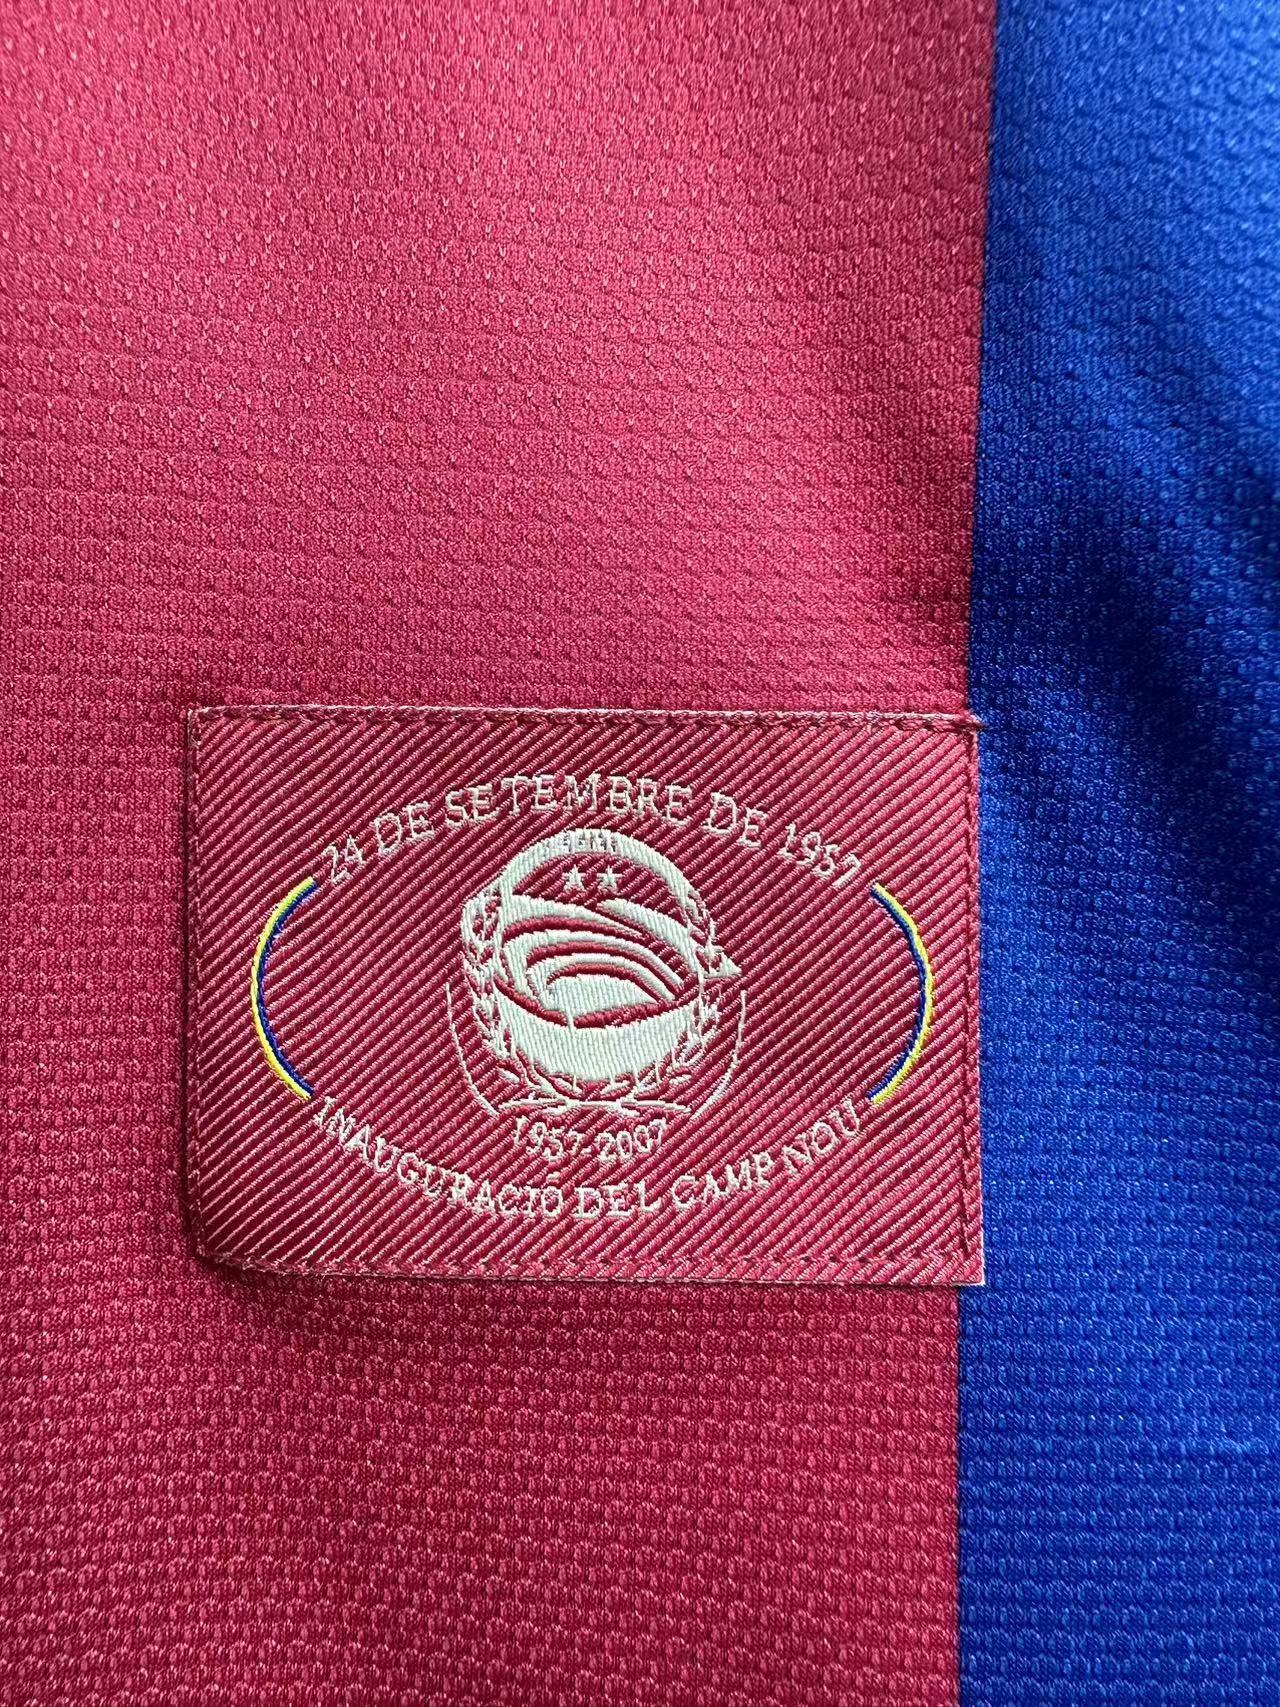 24 DE SETEMBRE DE 1957
1957-2007
INAUGURACIÓ DEL CAMP NOU